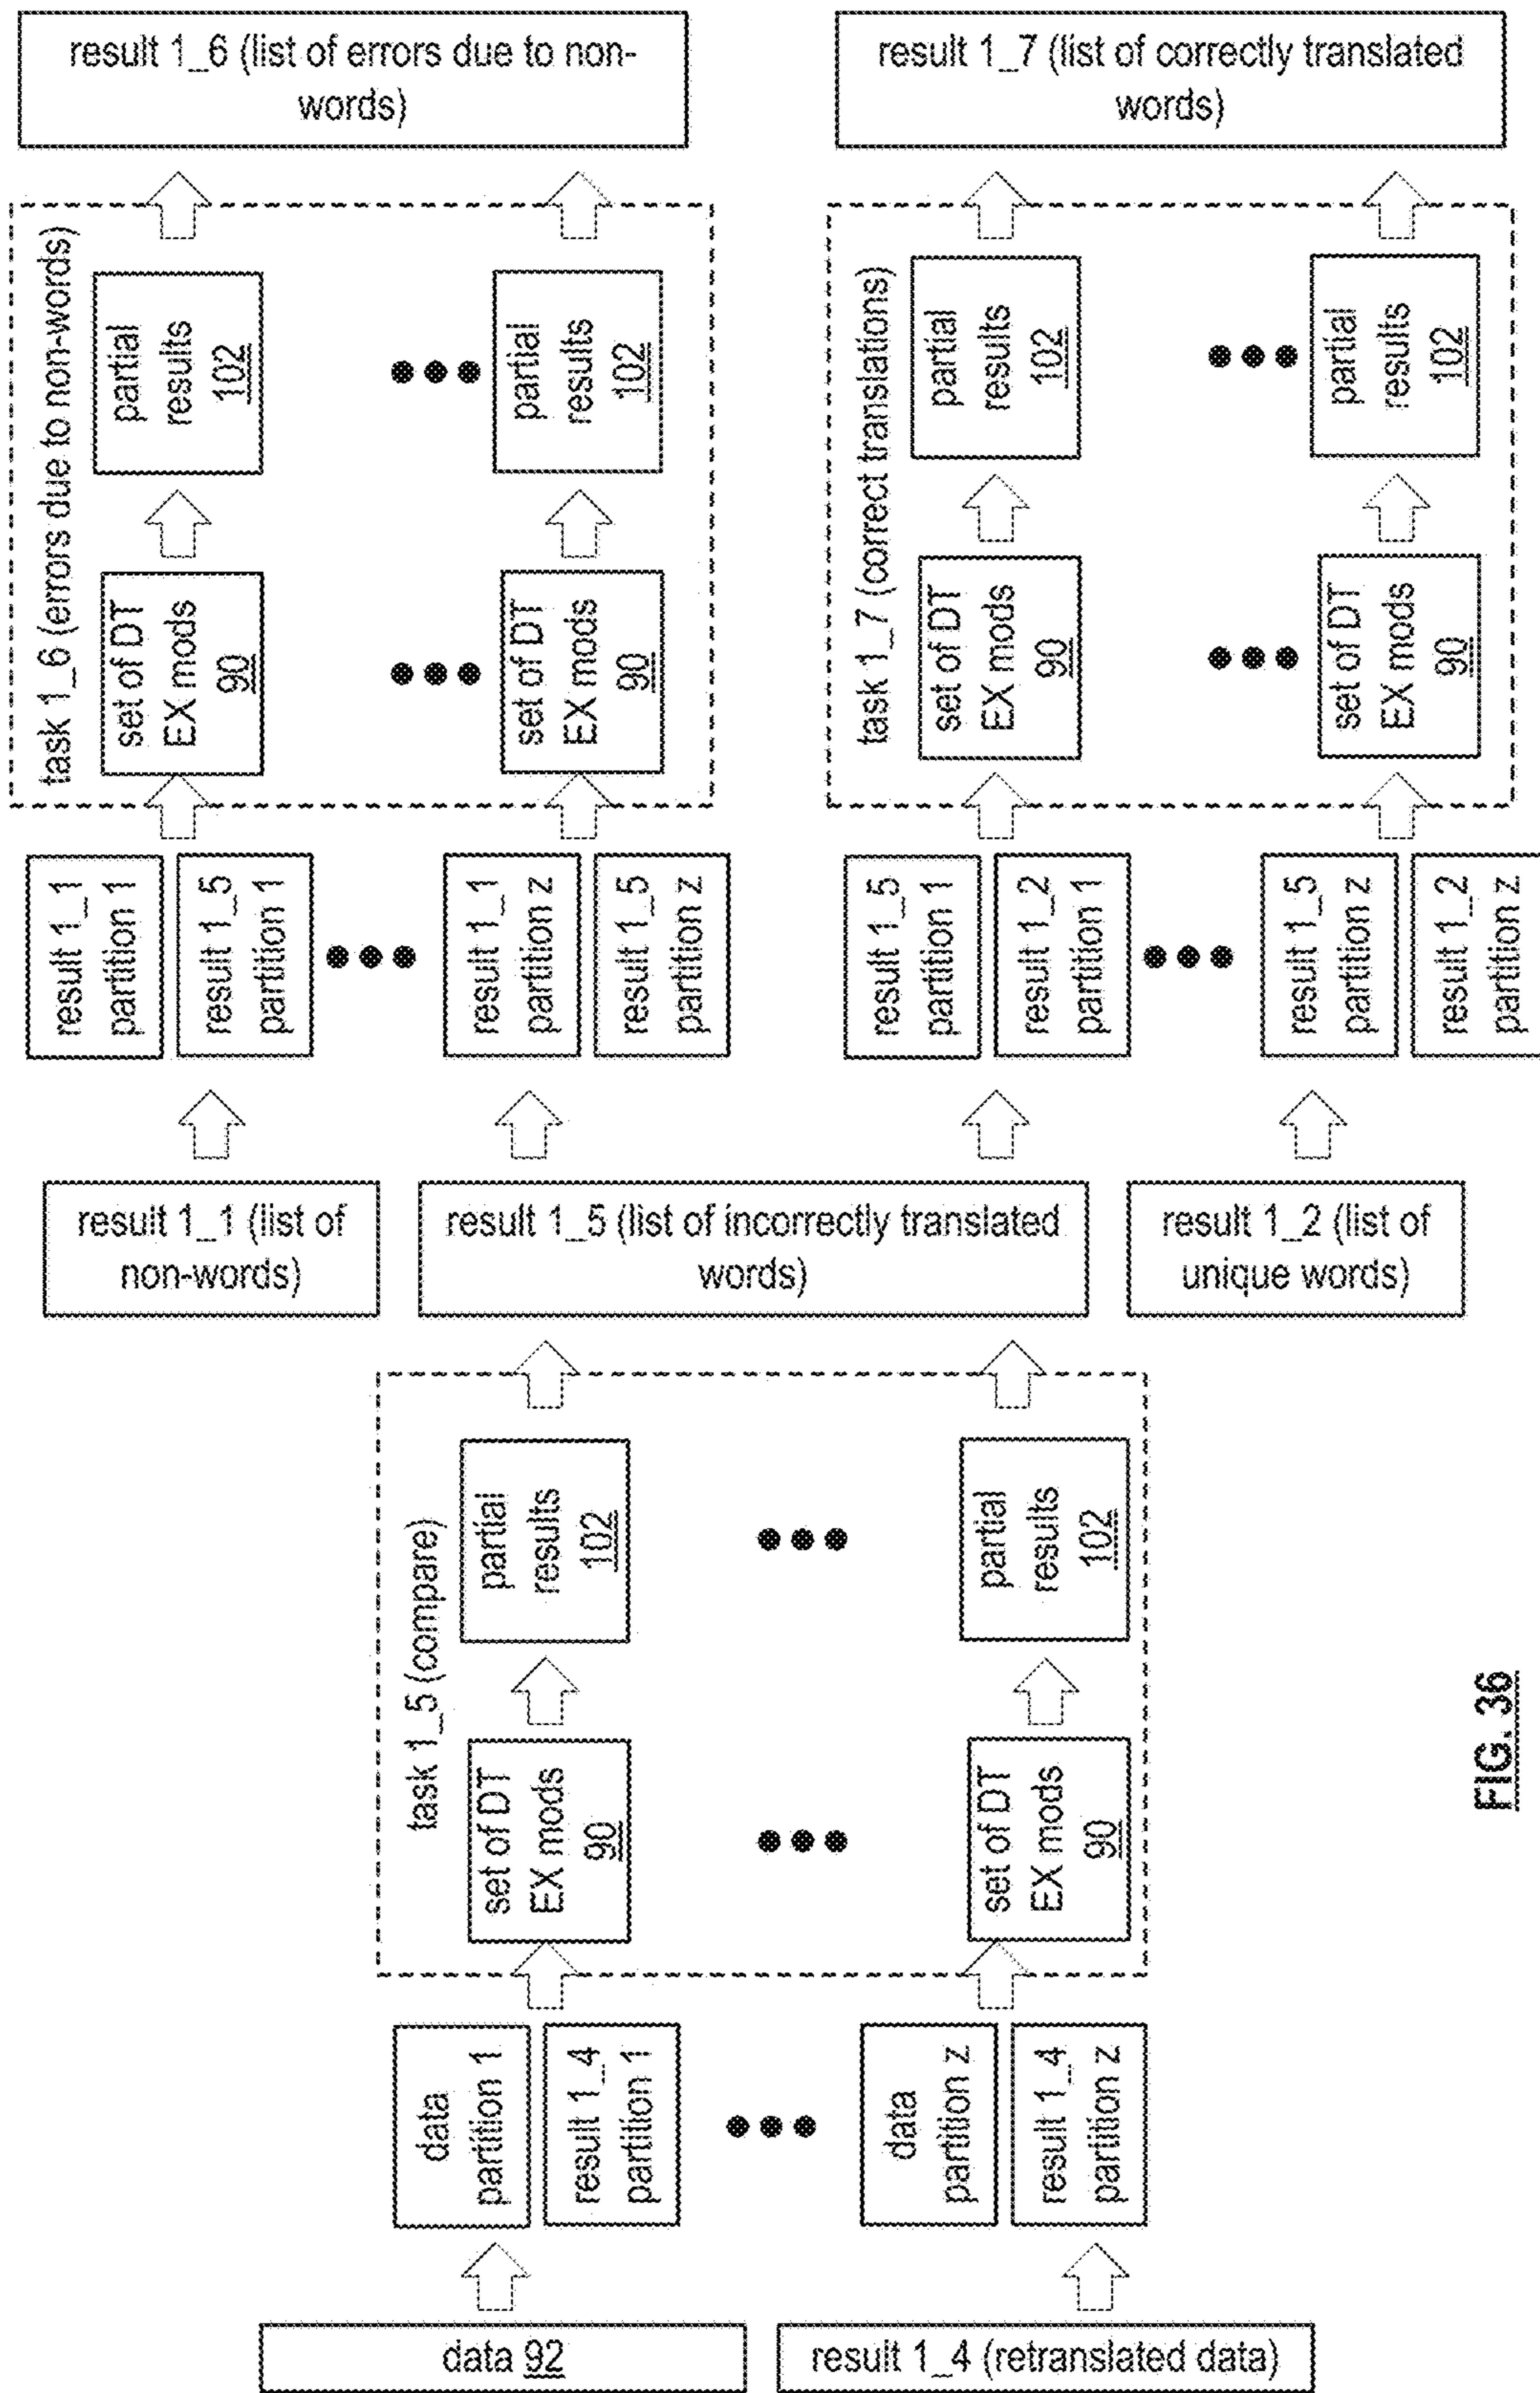 data 92
result 1_4 (retranslated data)
data
partition 1
result 1_4
partition 1
data
partition z
result 1_4
partition z
task 1_5 (compare)
set of DT
EX mods
90
partial
results
102
set of DT
EX mods
90
partial
results
102
result 1_1 (list of
non-words)
result 1_5 (list of incorrectly translated
words)
result 1_2 (list of
unique words)
result 1_1
partition 1
result 1_5
partition 1
result 1_1
partition z
result 1_5
partition z
task 1_6 (errors due to non-words)
set of DT
EX mods
90
partial
results
102
set of DT
EX mods
90
partial
results
102
result 1_6 (list of errors due to non-
words)
result 1_5
partition 1
result 1_2
partition 1
result 1_5
partition z
result 1_2
partition z
task 1_7 (correct translations)
set of DT
EX mods
90
partial
results
102
set of DT
EX mods
90
partial
results
102
result 1_7 (list of correctly translated
words)
FIG. 36